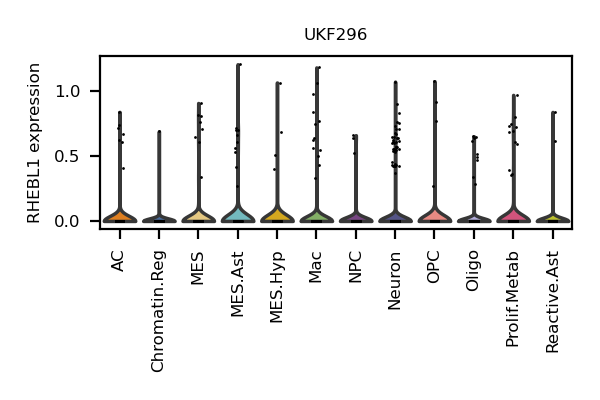 UKF296
RHEBL1 expression
1.0
0.5
0.0
AC
Chromatin.Reg
MES
MES.Ast
MES.Hyp
Mac
NPC
Neuron
OPC
Oligo
Prolif.Metab
Reactive.Ast